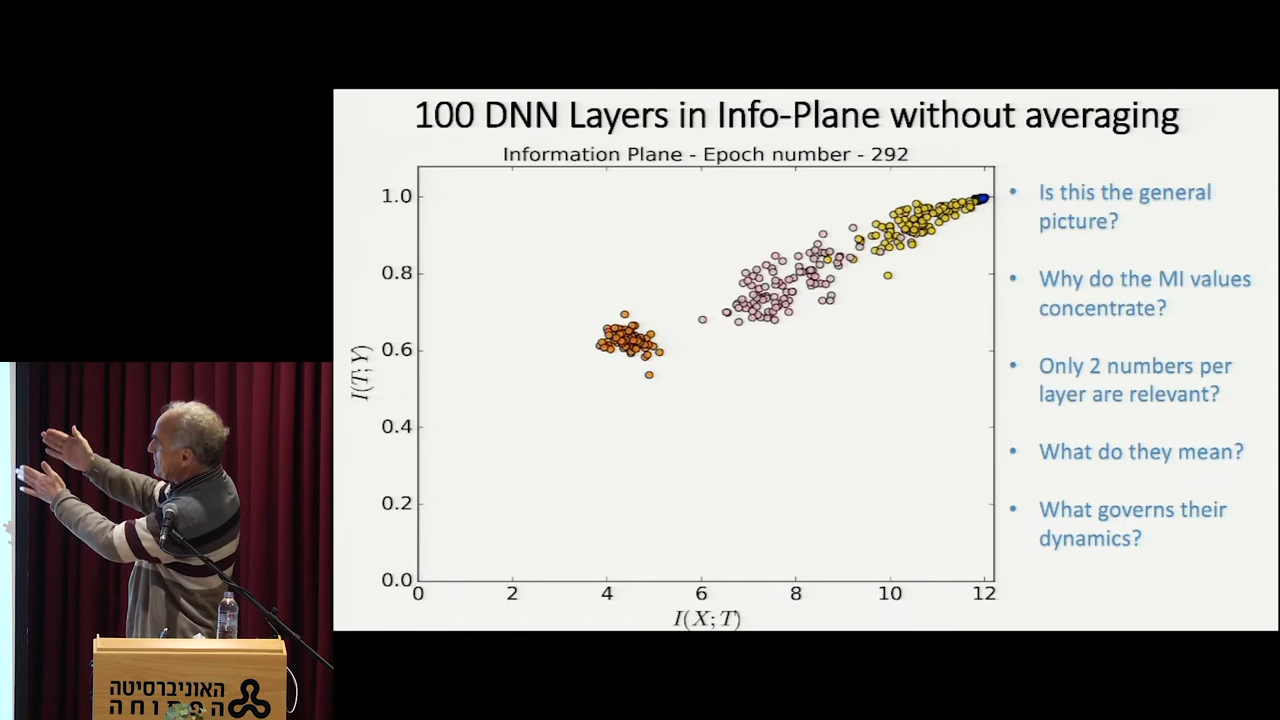 100 DNN Layers in Info-Plane without averaging
Information Plane - Epoch number - 292
1.0
0.8
0.6
0.4
0.2
0.0
I(T;Y)
0 2 4 6 8 10 12
I(X;T)
• Is this the general
picture?
• Why do the MI values
concentrate?
• Only 2 numbers per
layer are relevant?
• What do they mean?
• What governs their
dynamics?
האוניברסיטה